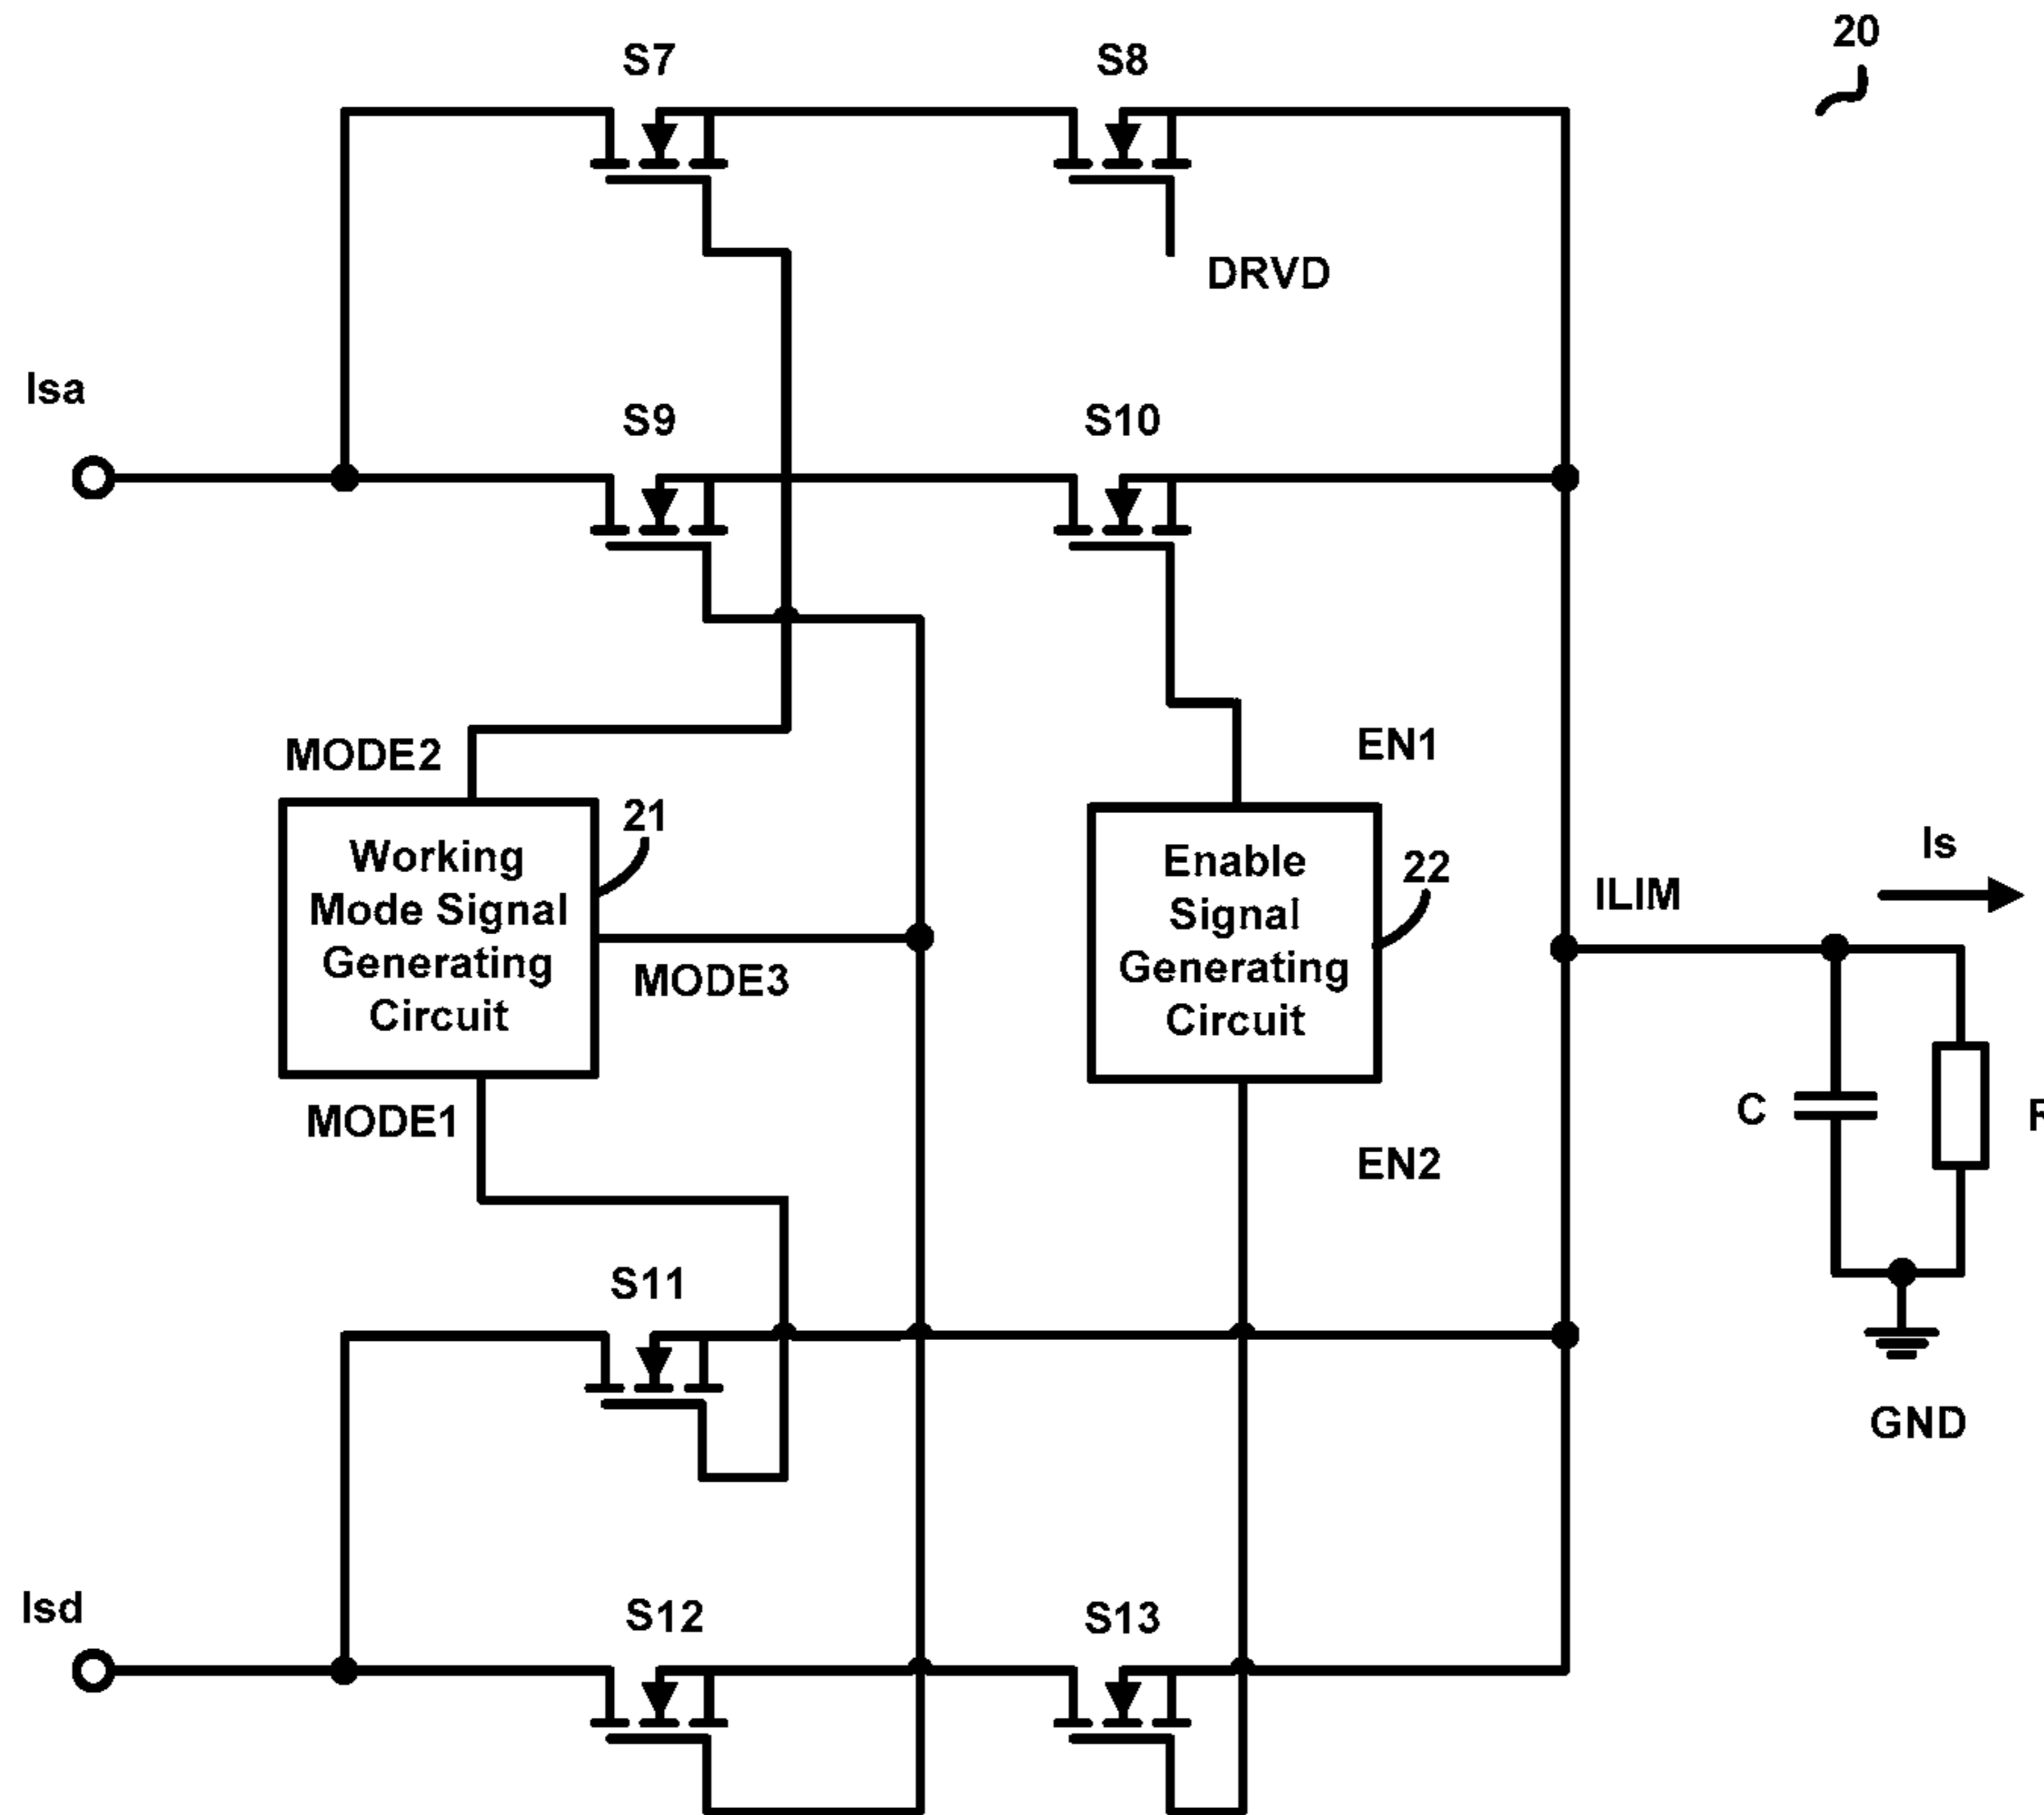 20
S7
S8
DRVD
Isa
S9
S10
MODE2
EN1
21
Working
Mode Signal
Generating
Circuit
22
Enable
Signal
Generating
Circuit
Is
ILIM
MODE3
MODE1
C
R
EN2
S11
GND
Isd
S12
S13